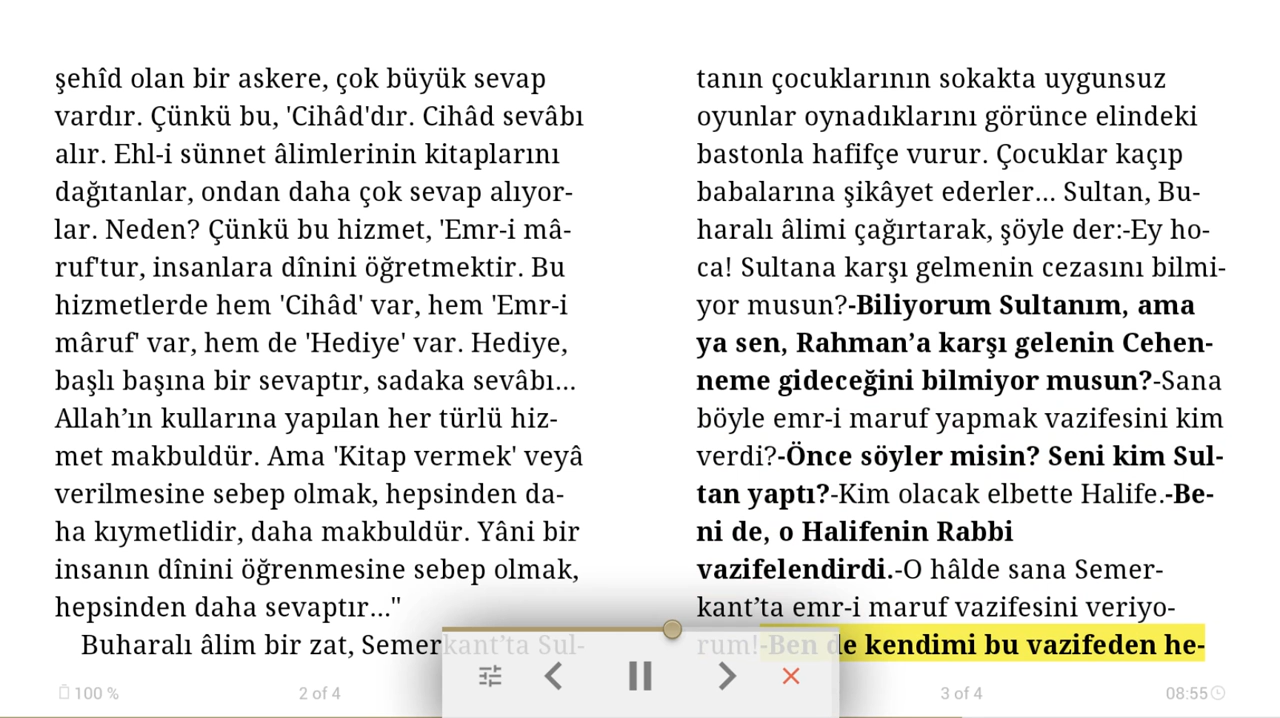 şehîd olan bir askere, çok büyük sevap
vardır. Çünkü bu, 'Cihâd'dır. Cihâd sevâbı
alır. Ehl-i sünnet âlimlerinin kitaplarını
dağıtanlar, ondan daha çok sevap alıyor-
lar. Neden? Çünkü bu hizmet, 'Emr-i mâ-
ruf'tur, insanlara dînini öğretmektir. Bu
hizmetlerde hem 'Cihâd' var, hem 'Emr-i
mâruf' var, hem de 'Hediye' var. Hediye,
başlı başına bir sevaptır, sadaka sevâbı...
Allah’ın kullarına yapılan her türlü hiz-
met makbuldür. Ama 'Kitap vermek' veyâ
verilmesine sebep olmak, hepsinden da-
ha kıymetlidir, daha makbuldür. Yâni bir
insanın dînini öğrenmesine sebep olmak,
hepsinden daha sevaptır..."
Buharalı âlim bir zat, Semerkant’ta Sul-
tanın çocuklarının sokakta uygunsuz
oyunlar oynadıklarını görünce elindeki
bastonla hafifçe vurur. Çocuklar kaçıp
babalarına şikâyet ederler... Sultan, Bu-
haralı âlimi çağırtarak, şöyle der:-Ey ho-
ca! Sultana karşı gelmenin cezasını bilmi-
yor musun?-Biliyorum Sultanım, ama
ya sen, Rahman’a karşı gelenin Cehen-
neme gideceğini bilmiyor musun?-Sana
böyle emr-i maruf yapmak vazifesini kim
verdi?-Önce söyler misin? Seni kim Sul-
tan yaptı?-Kim olacak elbette Halife.-Be-
ni de, o Halifenin Rabbi
vazifelendirdi.-O hâlde sana Semer-
kant’ta emr-i maruf vazifesini veriyo-
rum!-Ben de kendimi bu vazifeden he-
100 %
2 of 4
3 of 4
08:55